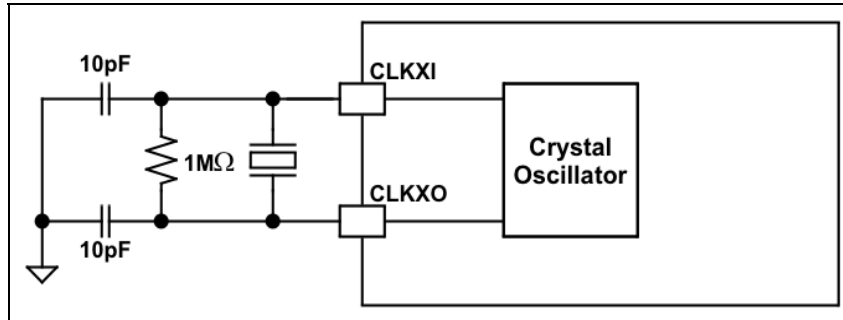 10pF
CLKXI
1MΩ
Crystal
Oscillator
CLKXO
10pF